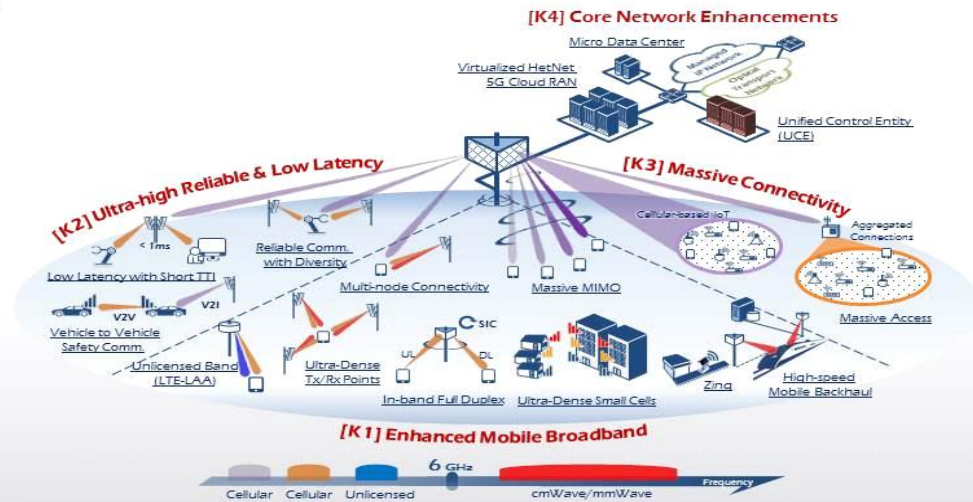 [K4] Core Network Enhancements
Micro Data Center
Managed
IP Network
Optical
Transport
Network
Virtualized HetNet
5G Cloud RAN
Unified Control Entity
(UCE)
[K2] Ultra-high Reliable & Low Latency
[K3] Massive Connectivity
< 1ms
Low Latency with Short TTI
Reliable Comm.
with Diversity
Multi-node Connectivity
Massive MIMO
Cellular-based IoT
Aggregated
Connections
Massive Access
V2V
V2I
Vehicle to Vehicle
Safety Comm.
Unlicensed Band
(LTE-LAA)
Ultra-Dense
Tx/Rx Points
SIC
UL
DL
In-band Full Duplex
Ultra-Dense Small Cells
Zing
High-speed
Mobile Backhaul
[K1] Enhanced Mobile Broadband
6 GHz
Frequency
Cellular
Cellular
Unlicensed
cmWave/mmWave